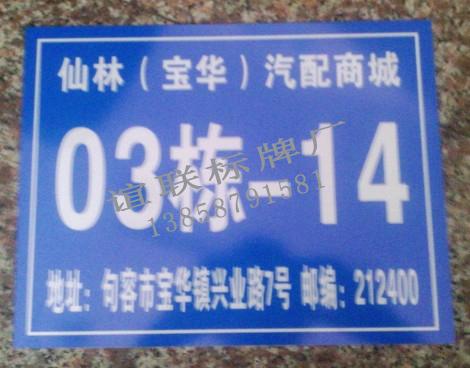 仙林（宝华）汽配商城
03栋-14
谊联标牌厂
13858791581
地址：句容市宝华镇兴业路7号 邮编：212400